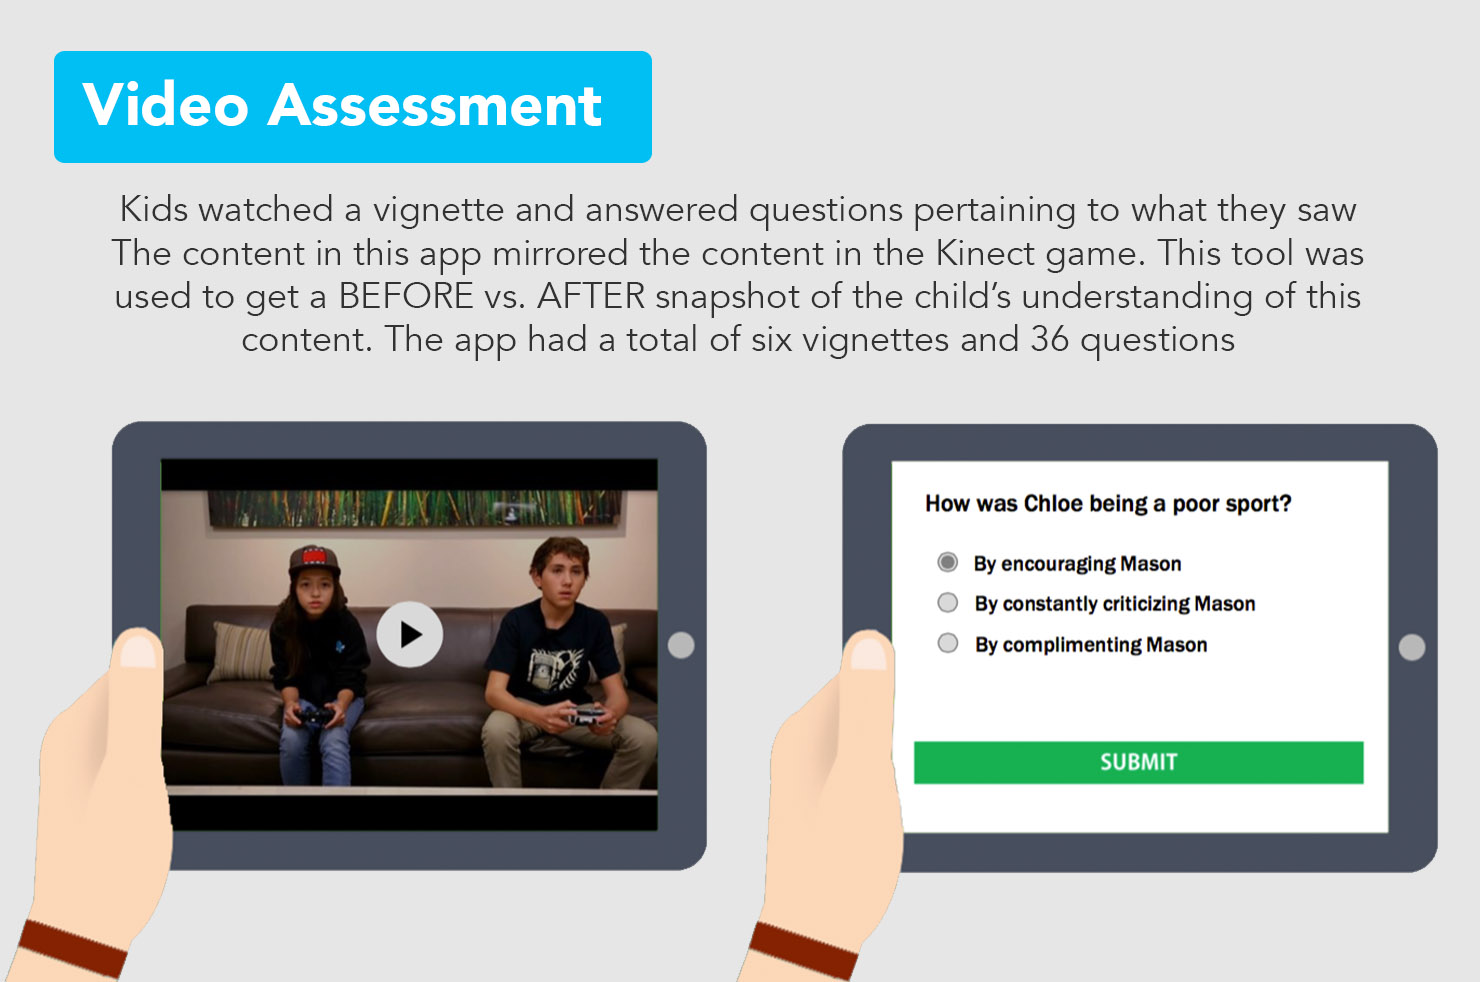 Video Assessment
Kids watched a vignette and answered questions pertaining to what they saw
The content in this app mirrored the content in the Kinect game. This tool was
used to get a BEFORE vs. AFTER snapshot of the child’s understanding of this
content. The app had a total of six vignettes and 36 questions
How was Chloe being a poor sport?
By encouraging Mason
By constantly criticizing Mason
By complimenting Mason
SUBMIT